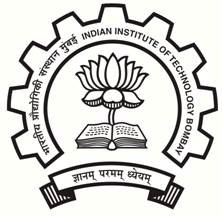 भारतीय प्रौद्योगिकी संस्थान मुंबई
INDIAN INSTITUTE OF TECHNOLOGY BOMBAY
ज्ञानम् परमम् ध्येयम्